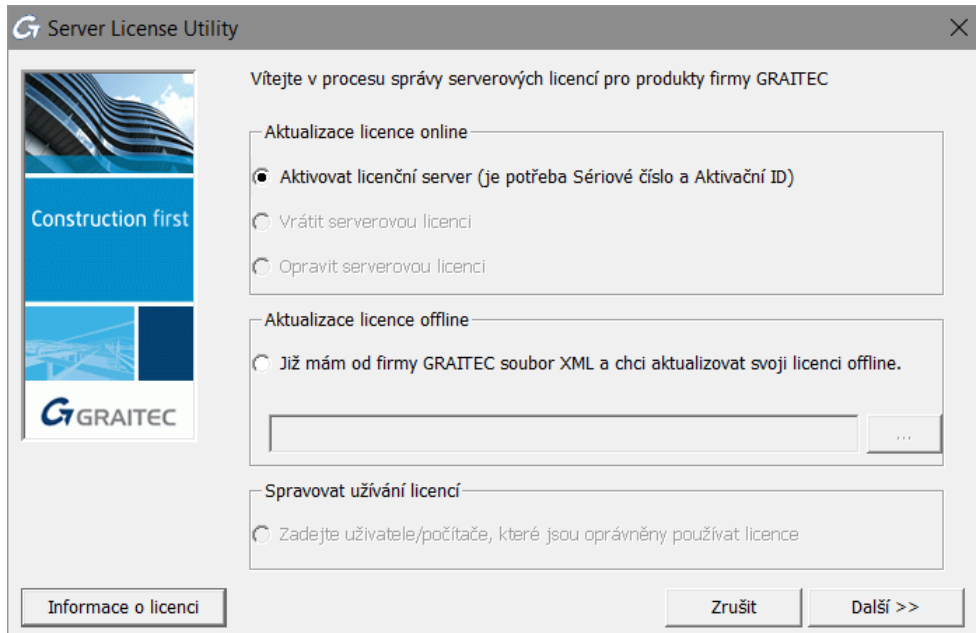 Server License Utility
Vítejte v procesu správy serverových licencí pro produkty firmy GRAITEC
Aktualizace licence online
Aktivovat licenční server (je potřeba Sériové číslo a Aktivační ID)
Vrátit serverovou licenci
Opravit serverovou licenci
Construction first
Aktualizace licence offline
Již mám od firmy GRAITEC soubor XML a chci aktualizovat svoji licenci offline.
...
GRAITEC
Spravovat užívání licencí
Zadejte uživatele/počítače, které jsou oprávněny používat licence
Informace o licenci
Zrušit
Další >>